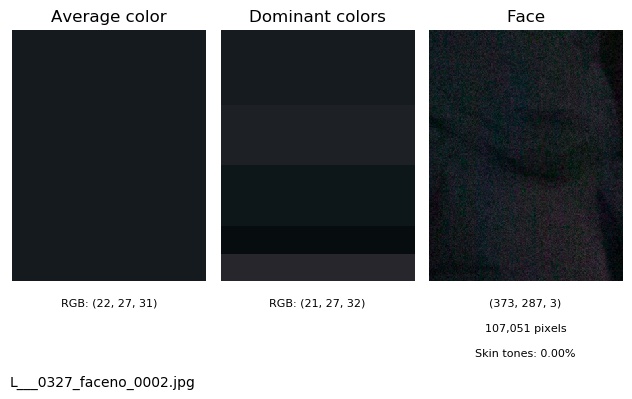 Average color
Dominant colors
Face
RGB: (22, 27, 31)
RGB: (21, 27, 32)
(373, 287, 3)
107,051 pixels
Skin tones: 0.00%
L___0327_faceno_0002.jpg